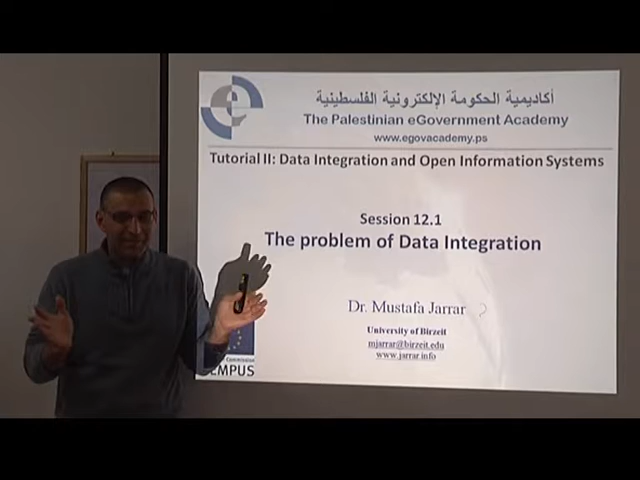 أكاديمية الحكومة الإلكترونية الفلسطينية
The Palestinian eGovernment Academy
www.egovacademy.ps
Tutorial II: Data Integration and Open Information Systems
Session 12.1
The problem of Data Integration
Dr. Mustafa Jarrar
University of Birzeit
mjarrar@birzeit.edu
www.jarrar.info
Commission
EMPUS